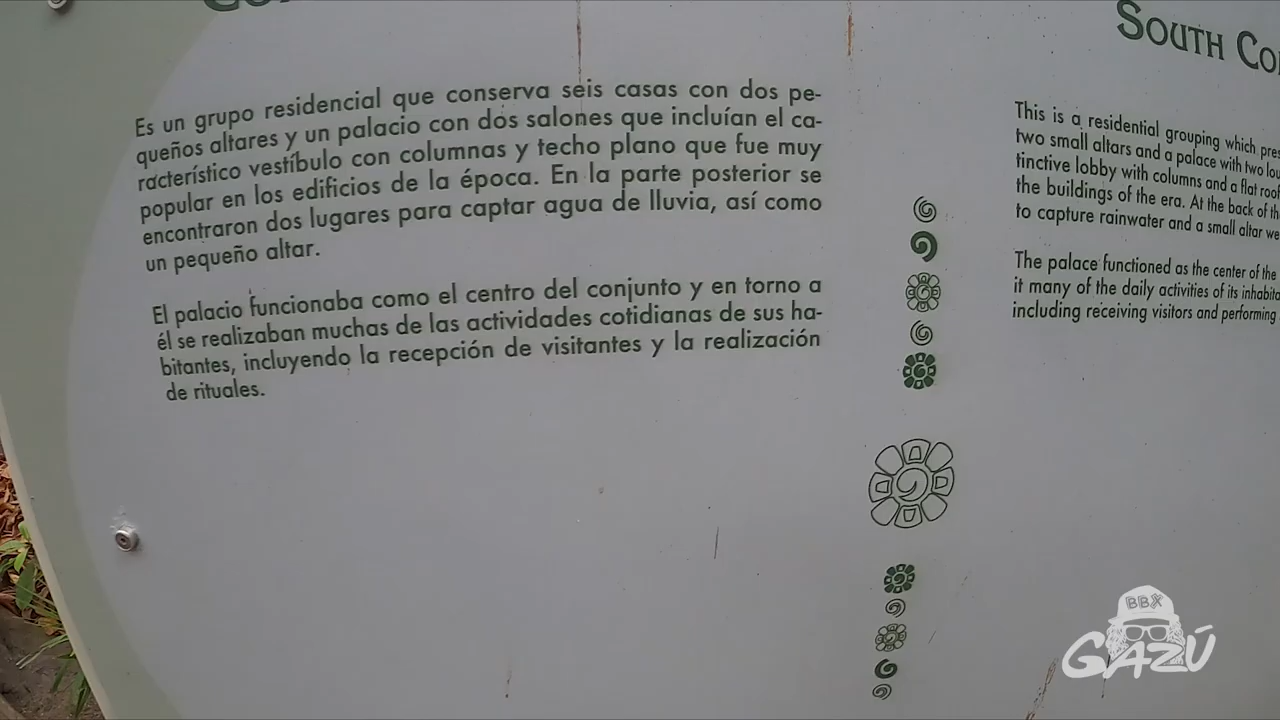 SOUTH
Es un grupo residencial que conserva seis casas con dos pe-
queños altares y un palacio con dos salones que incluían el ca-
racterístico vestíbulo con columnas y techo plano que fue muy
popular en los edificios de la época. En la parte posterior se
encontraron dos lugares para captar agua de lluvia, así como
un pequeño altar.
El palacio funcionaba como el centro del conjunto y en torno a
él se realizaban muchas de las actividades cotidianas de sus ha-
bitantes, incluyendo la recepción de visitantes y la realización
de rituales.
This is a residential grouping which
two small altars and a palace with two
tinctive lobby with columns and a flat roof
the buildings of the era. At the back of
to capture rainwater and a small altar
The palace functioned as the center of the
it many of the daily activities of its
including receiving visitors and performing
BBX
GAZÚ